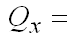 Qₓ =